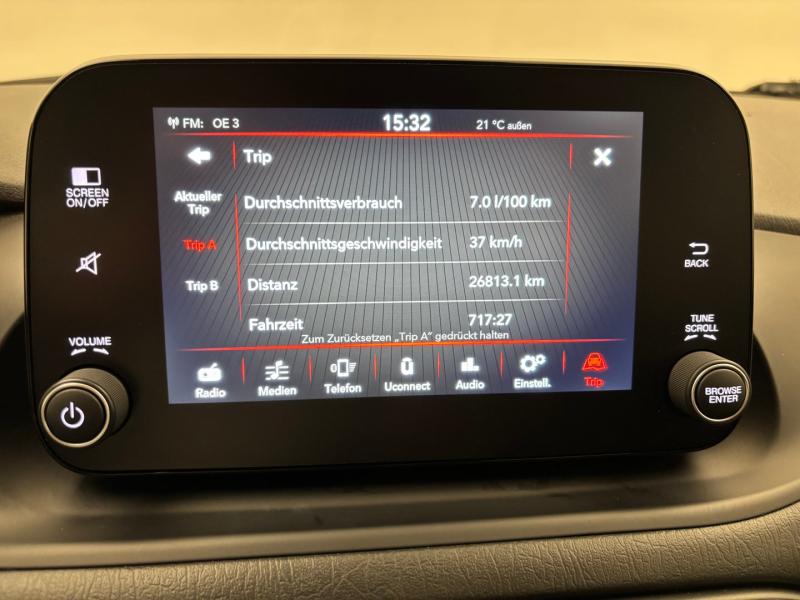 FM: OE 3 15:32 21 °C außen
Trip
SCREEN
ON/OFF
Aktueller
Trip
Durchschnittsverbrauch 7.0 l/100 km
Trip A
Durchschnittsgeschwindigkeit 37 km/h
BACK
Trip B
Distanz 26813.1 km
Fahrzeit 717:27
Zum Zurücksetzen „Trip A" gedrückt halten
VOLUME
TUNE
SCROLL
Radio Medien Telefon Uconnect Audio Einstell. Trip
BROWSE
ENTER